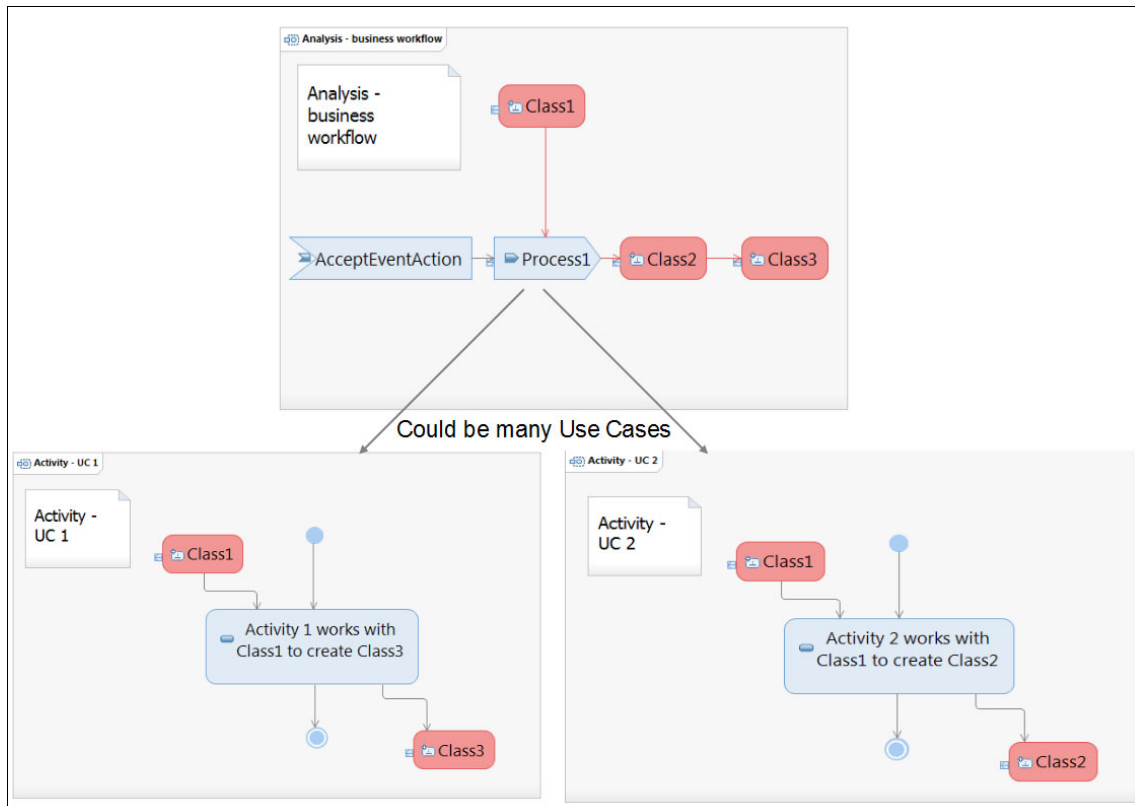 Analysis - business workflow
Analysis -
business
workflow
Class1
AcceptEventAction
Process1
Class2
Class3
Could be many Use Cases
Activity - UC 1
Activity -
UC 1
Class1
Activity 1 works with
Class1 to create Class3
Class3
Activity - UC 2
Activity -
UC 2
Class1
Activity 2 works with
Class1 to create Class2
Class2